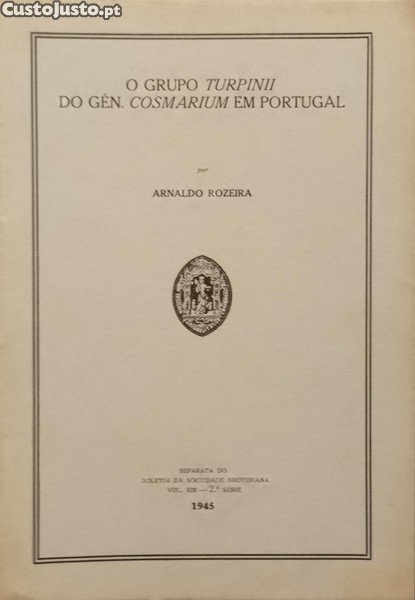 CustoJusto.pt
O GRUPO TURPINII
DO GÉN. COSMARIUM EM PORTUGAL
por
ARNALDO ROZEIRA
SEPARATA DO
BOLETIM DA SOCIEDADE BROTERIANA
VOL. XIX — 2.ª SÉRIE
1945